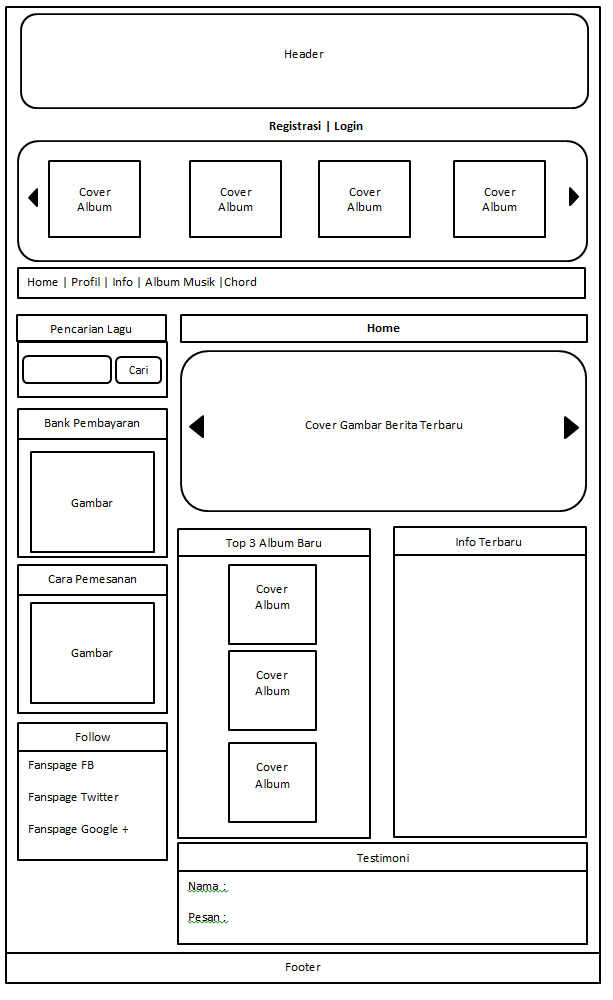 Header
Registrasi | Login
Cover
Album
Cover
Album
Cover
Album
Cover
Album
Home | Profil | Info | Album Musik |Chord
Pencarian Lagu
Cari
Bank Pembayaran
Gambar
Cara Pemesanan
Gambar
Follow
Fanspage FB
Fanspage Twitter
Fanspage Google +
Home
Cover Gambar Berita Terbaru
Top 3 Album Baru
Cover
Album
Cover
Album
Cover
Album
Info Terbaru
Testimoni
Nama :
Pesan :
Footer